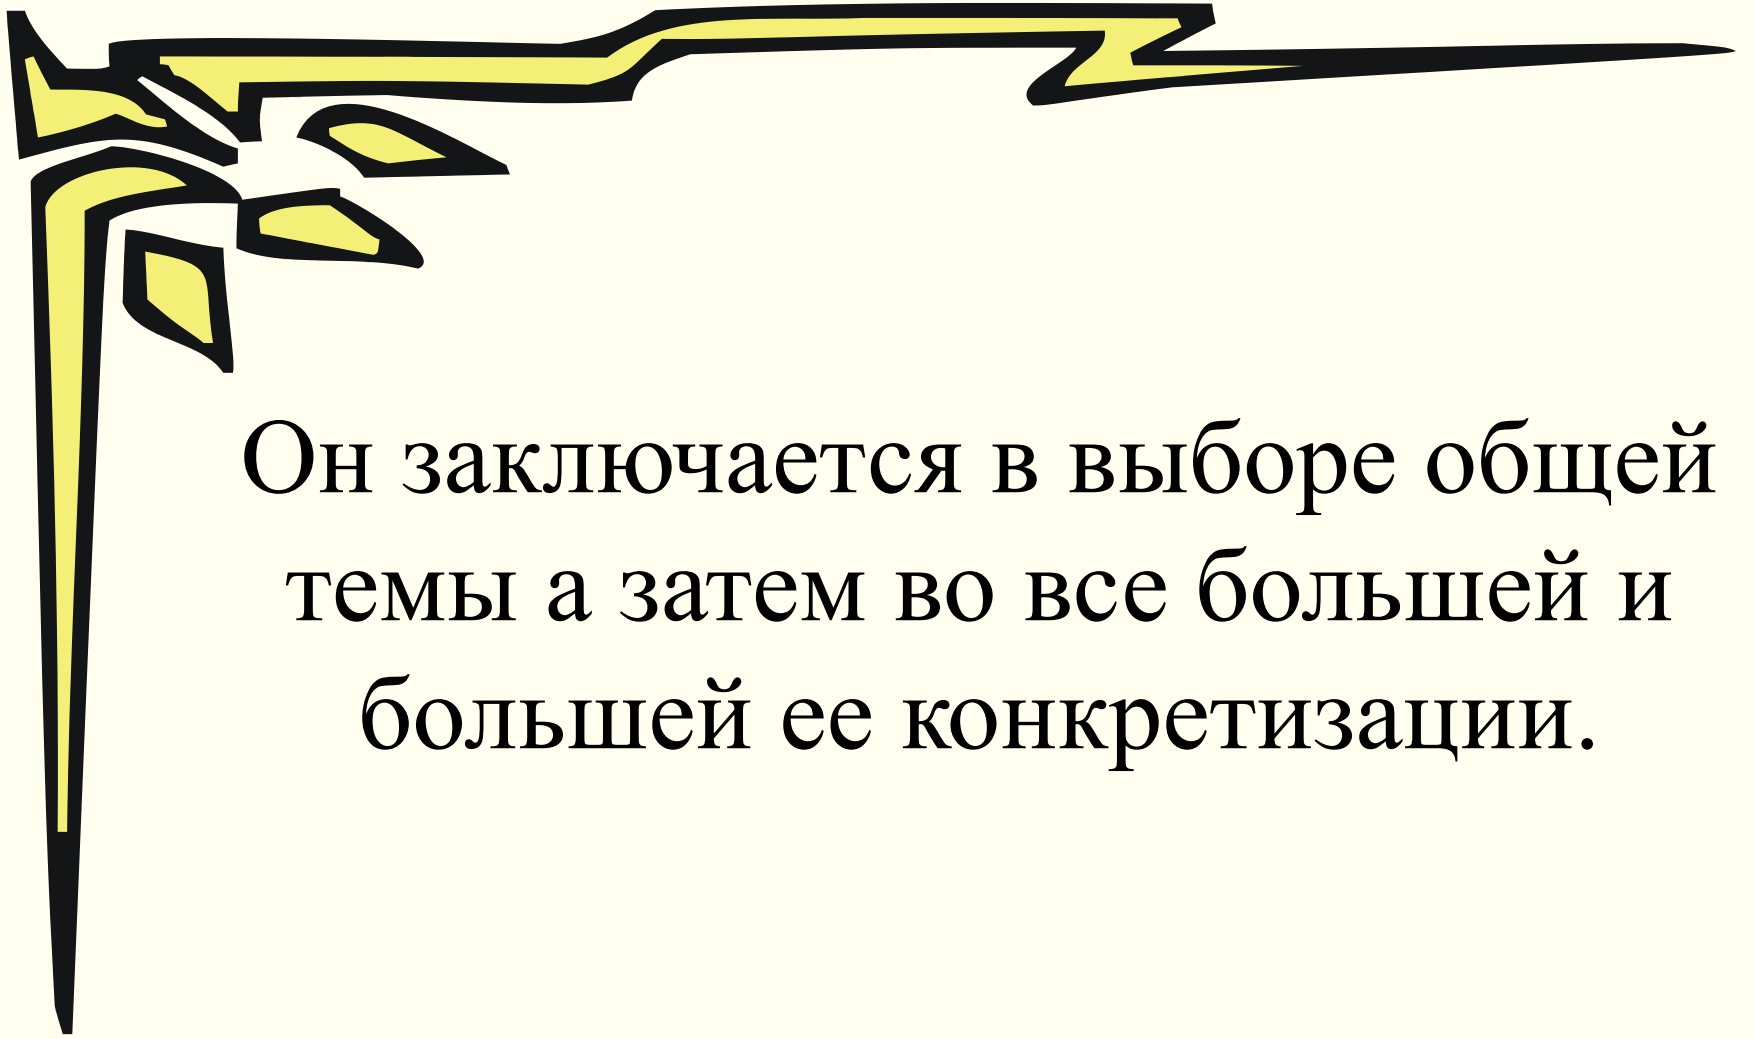 Он заключается в выборе общей
темы а затем во все большей и
большей ее конкретизации.